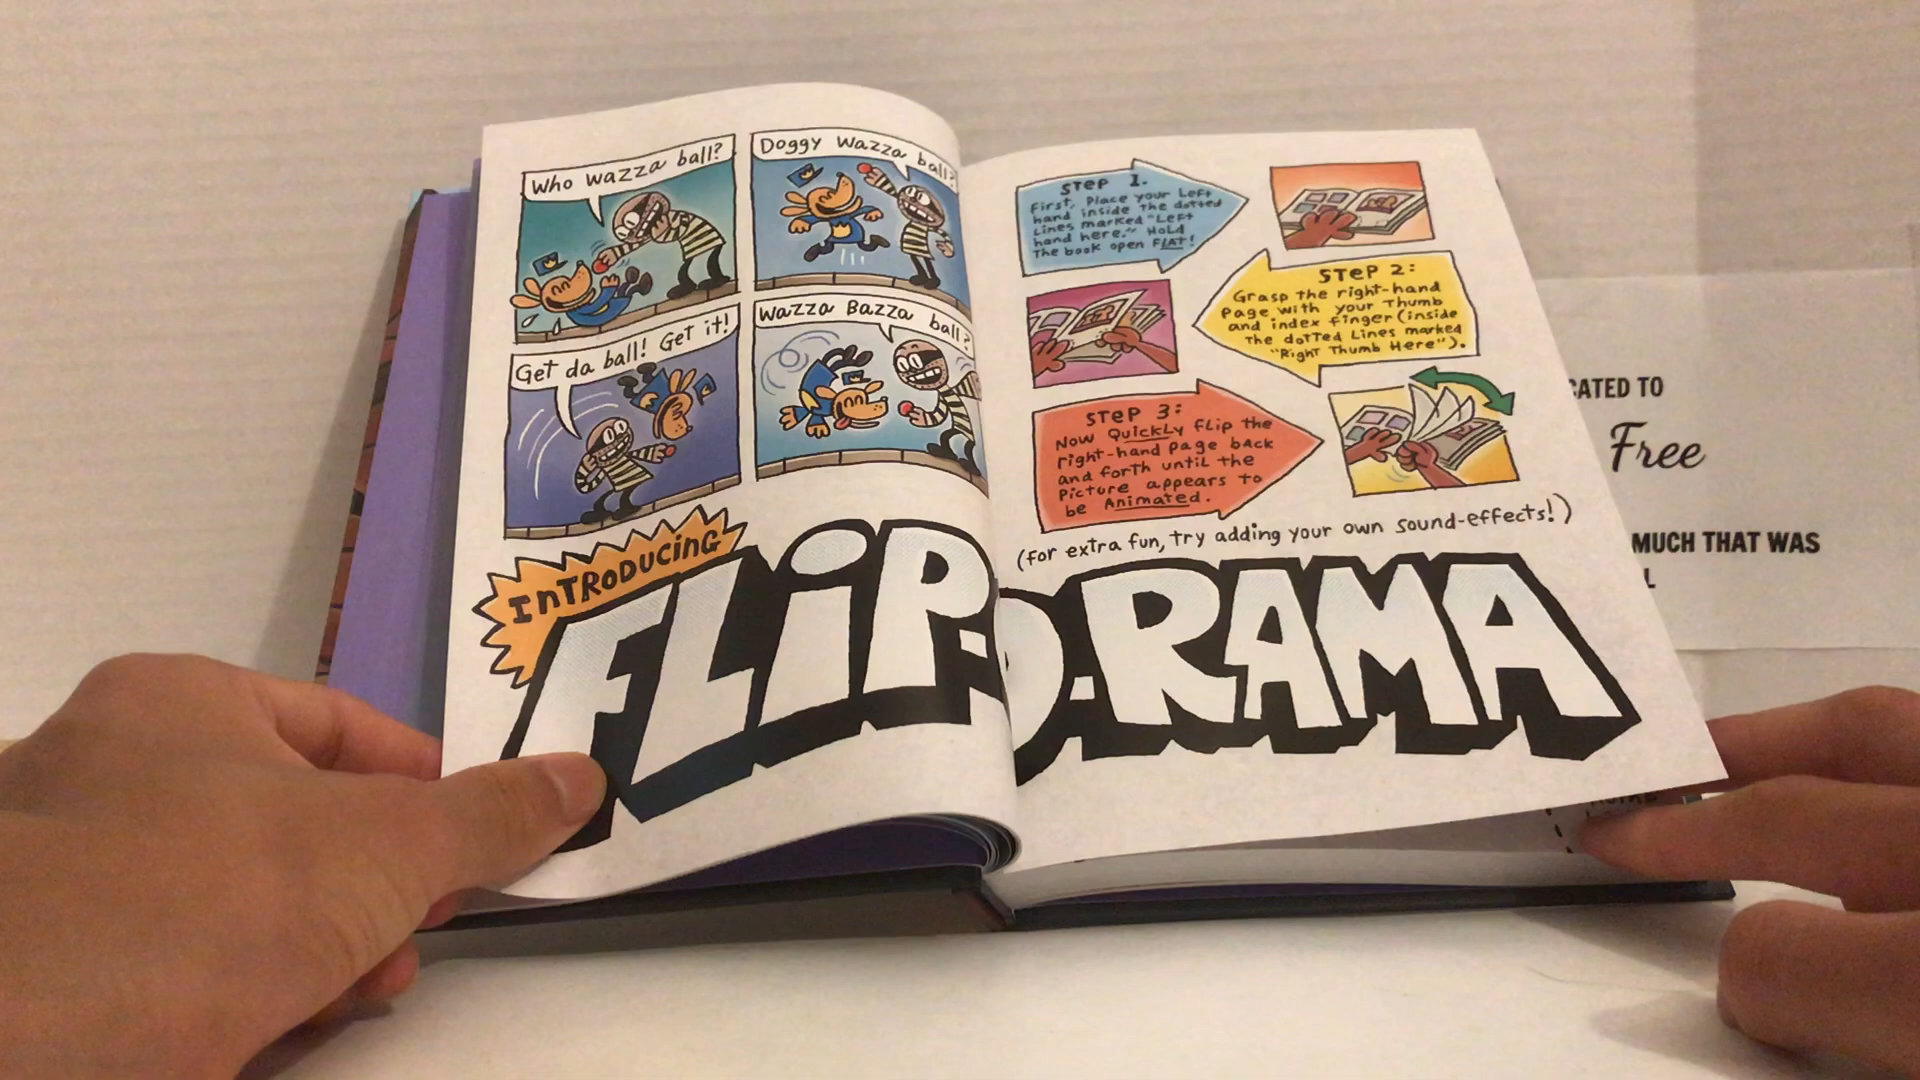 Who wazza ball?
Doggy wazza ball?
Get da ball! Get it!
Wazza Bazza ball?
INTRODUCING
FLIP-O-RAMA
STEP 1.
First, Place your Left
hand inside the dotted
Lines marked "Left
hand here." Hold
The book open FLAT!
STEP 2:
Grasp the right-hand
Page with your Thumb
and index finger (inside
The dotted Lines marked
"Right Thumb Here").
STEP 3:
Now Quickly flip the
right-hand page back
and forth until the
Picture appears to
be Animated.
(for extra fun, try adding your own sound-effects!)
CATED TO
Free
MUCH THAT WAS
L